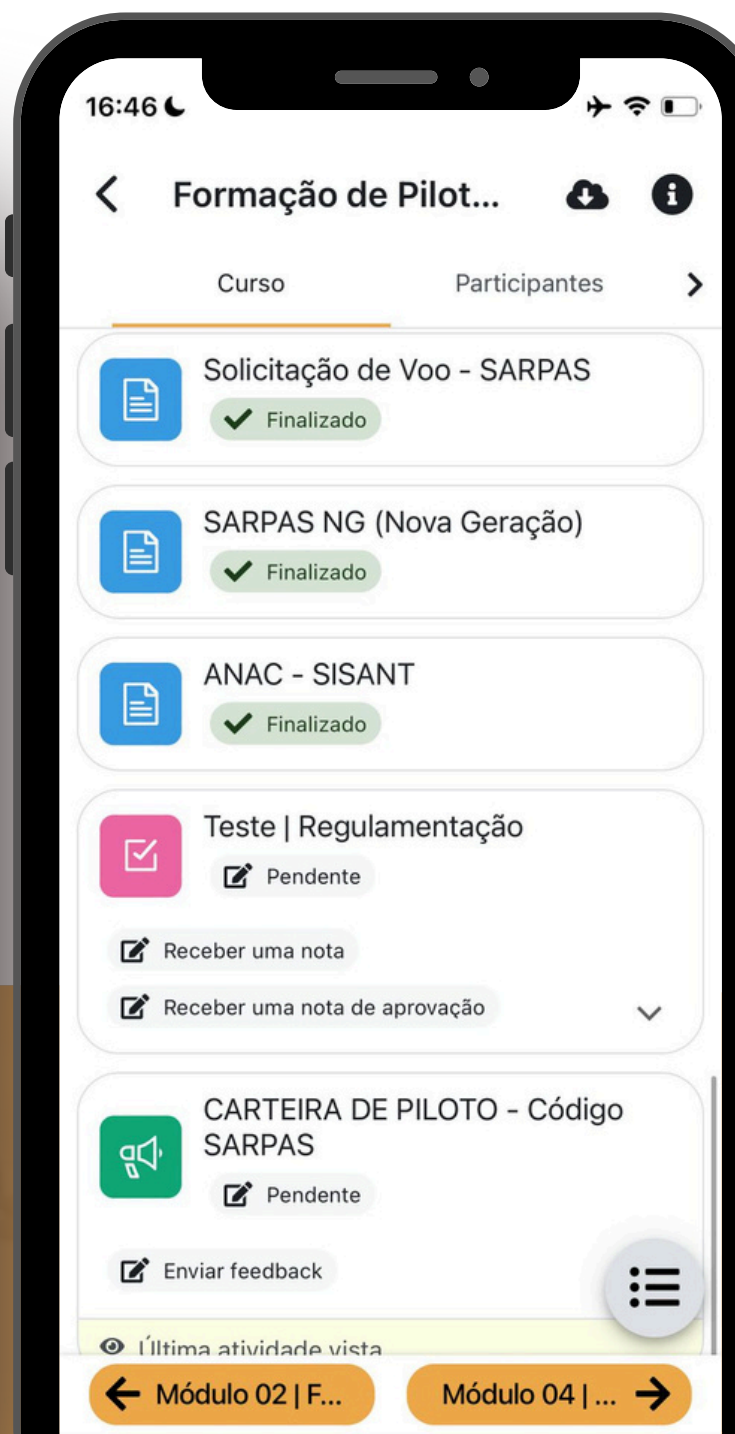 16:46
Formação de Pilot...
Curso
Participantes
Solicitação de Voo - SARPAS
Finalizado
SARPAS NG (Nova Geração)
Finalizado
ANAC - SISANT
Finalizado
Teste | Regulamentação
Pendente
Receber uma nota
Receber uma nota de aprovação
CARTEIRA DE PILOTO - Código
SARPAS
Pendente
Enviar feedback
Última atividade vista
Módulo 02 | F...
Módulo 04 | ...